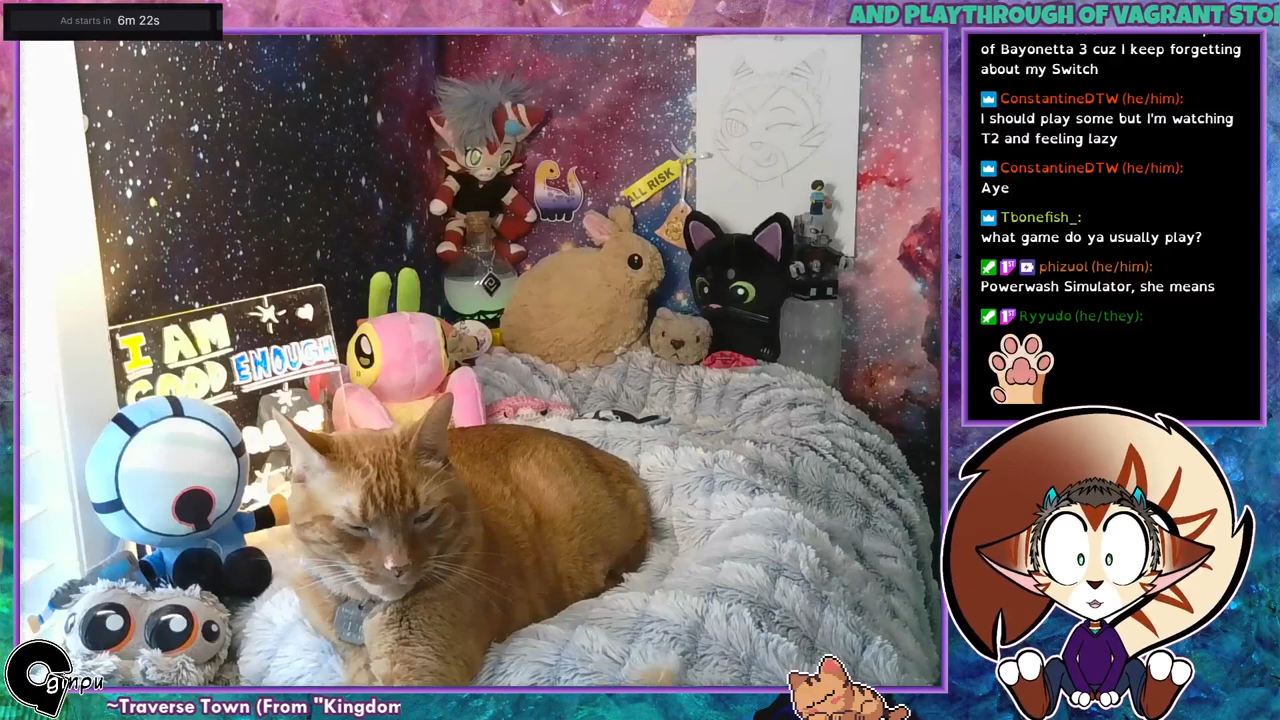 Ad starts in 6m 22s
AND PLAYTHROUGH OF VAGRANT STO
of Bayonetta 3 cuz I keep forgetting
about my Switch
ConstantineDTW (he/him):
I should play some but I'm watching
T2 and feeling lazy
ConstantineDTW (he/him):
Aye
Tbonefish_:
what game do ya usually play?
phizuol (he/him):
Powerwash Simulator, she means
Ryyudo (he/they):
ALL RISK
I AM
GOOD ENOUGH
ginpu
~Traverse Town (From "Kingdom